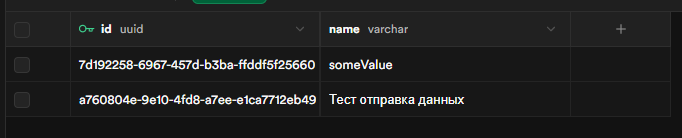 id uuid name varchar
7d192258-6967-457d-b3ba-ffddf5f25660 someValue
a760804e-9e10-4fd8-a7ee-e1ca7712eb49 Тест отправка данных